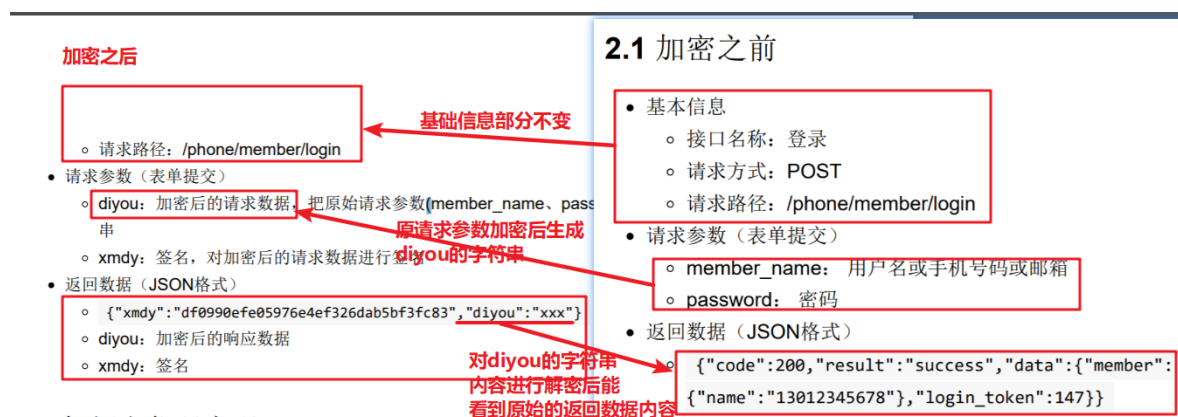 加密之后
基础信息部分不变
请求路径：/phone/member/login
请求参数（表单提交）
diyou：加密后的请求数据，把原始请求参数(member_name、pass
串
原请求参数加密后生成
diyou的字符串
xmdy：签名，对加密后的请求数据进行签名
返回数据（JSON格式）
{"xmdy":"df0990efe05976e4ef326dab5bf3fc83","diyou":"xxx"}
diyou：加密后的响应数据
xmdy：签名
对diyou的字符串
内容进行解密后能
看到原始的返回数据内容
2.1 加密之前
基本信息
接口名称：登录
请求方式：POST
请求路径：/phone/member/login
请求参数（表单提交）
member_name： 用户名或手机号码或邮箱
password： 密码
返回数据（JSON格式）
{"code":200,"result":"success","data":{"member":
{"name":"13012345678"},"login_token":147}}